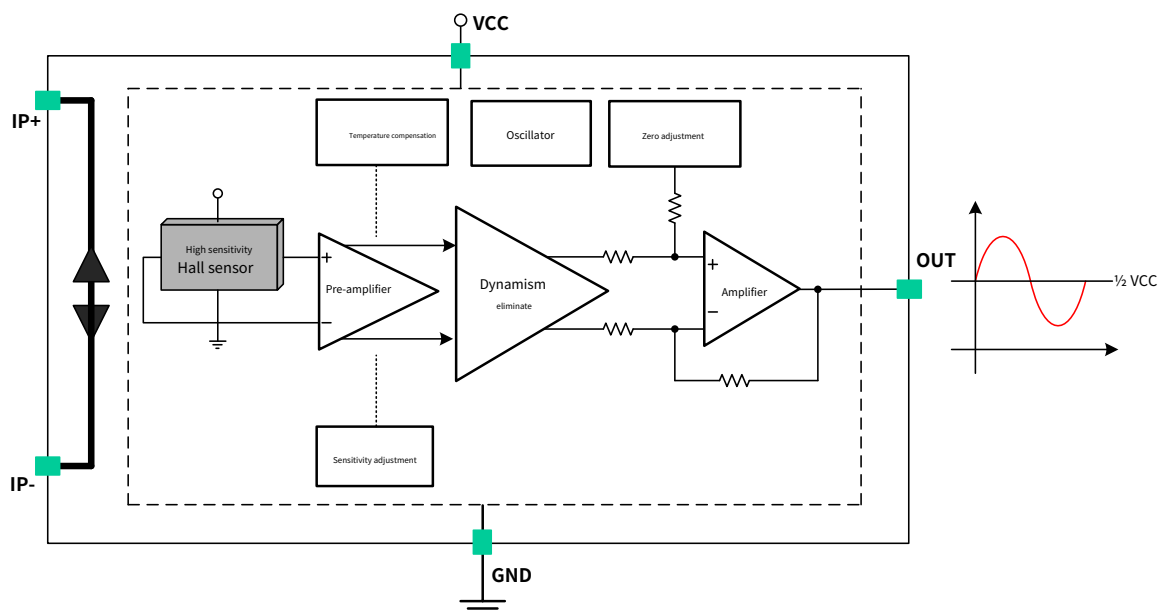 VCC
IP+
Temperature compensation
Oscillator
Zero adjustment
High sensitivity
Hall sensor
+
Pre-amplifier
−
Dynamism
eliminate
+
Amplifier
−
OUT
½ VCC
Sensitivity adjustment
IP-
GND